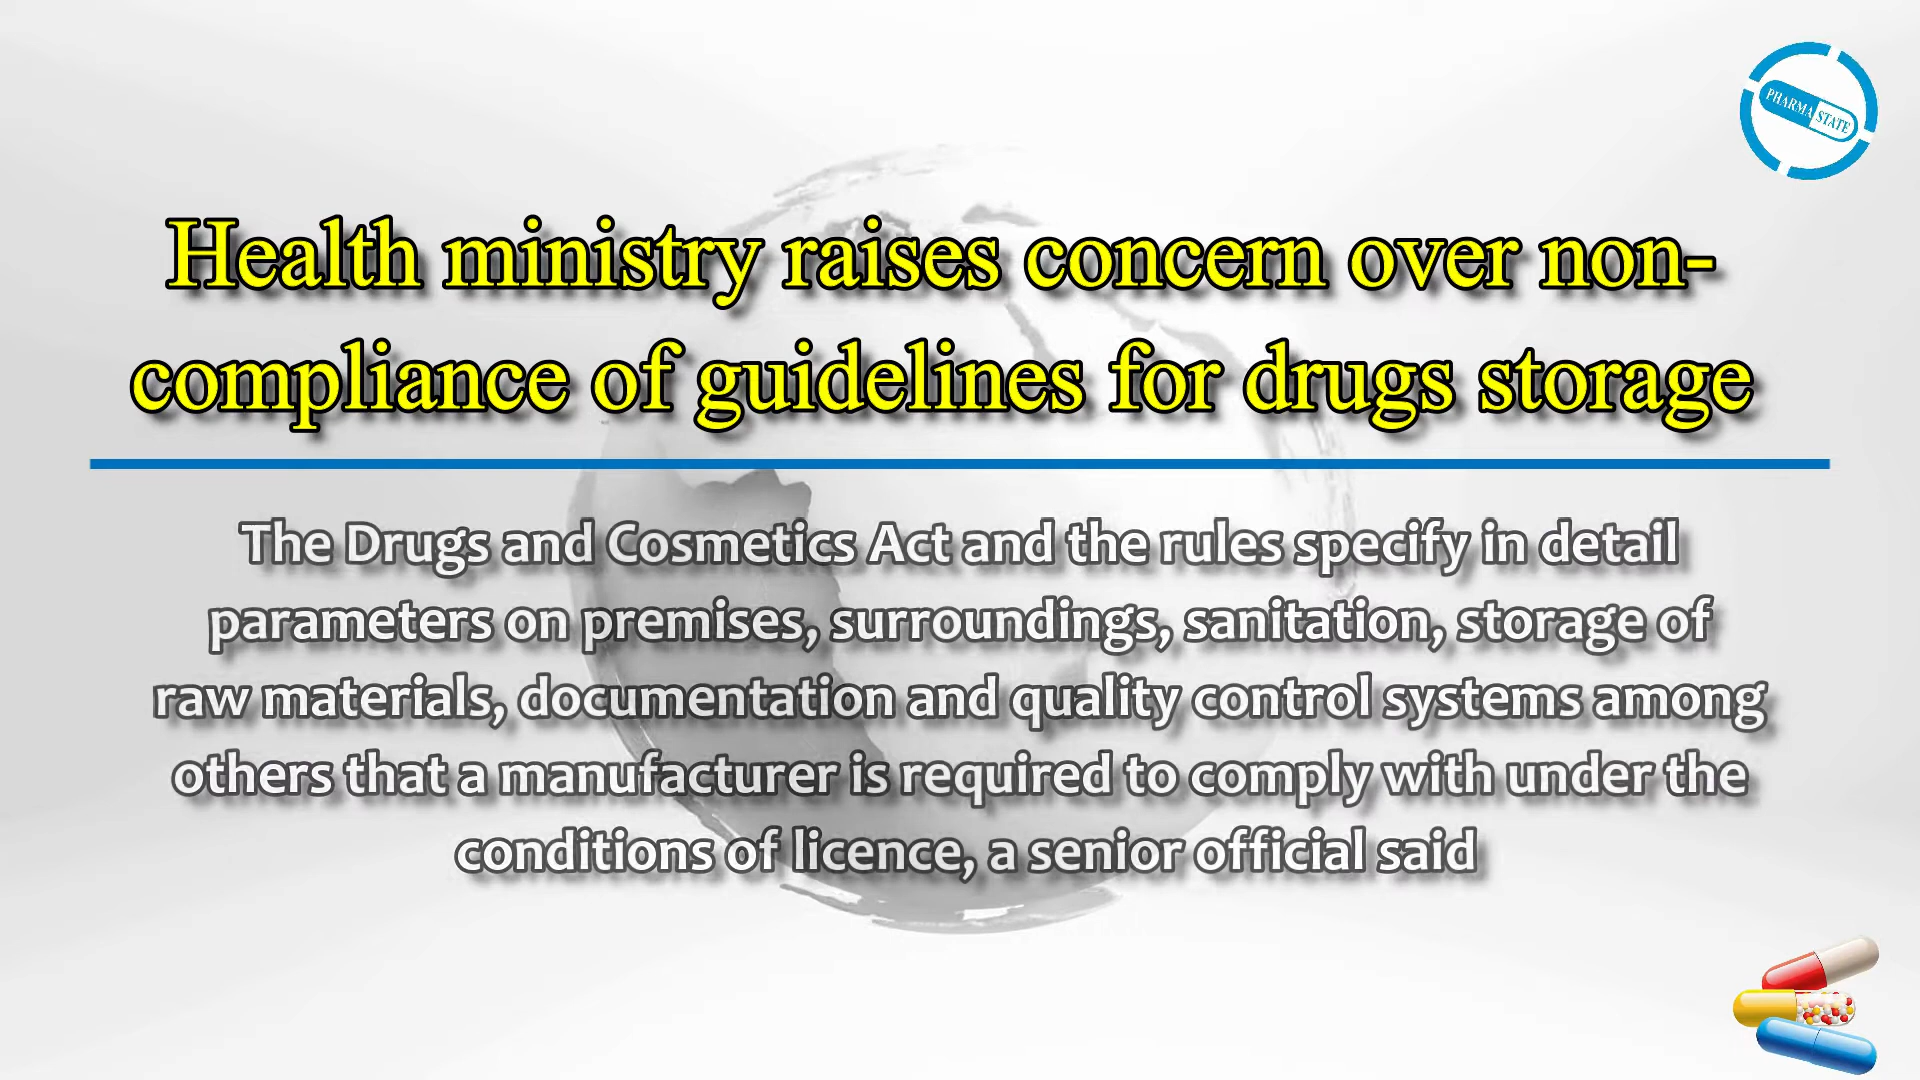 PHARMA STATE
Health ministry raises concern over non-
compliance of guidelines for drugs storage
The Drugs and Cosmetics Act and the rules specify in detail
parameters on premises, surroundings, sanitation, storage of
raw materials, documentation and quality control systems among
others that a manufacturer is required to comply with under the
conditions of licence, a senior official said